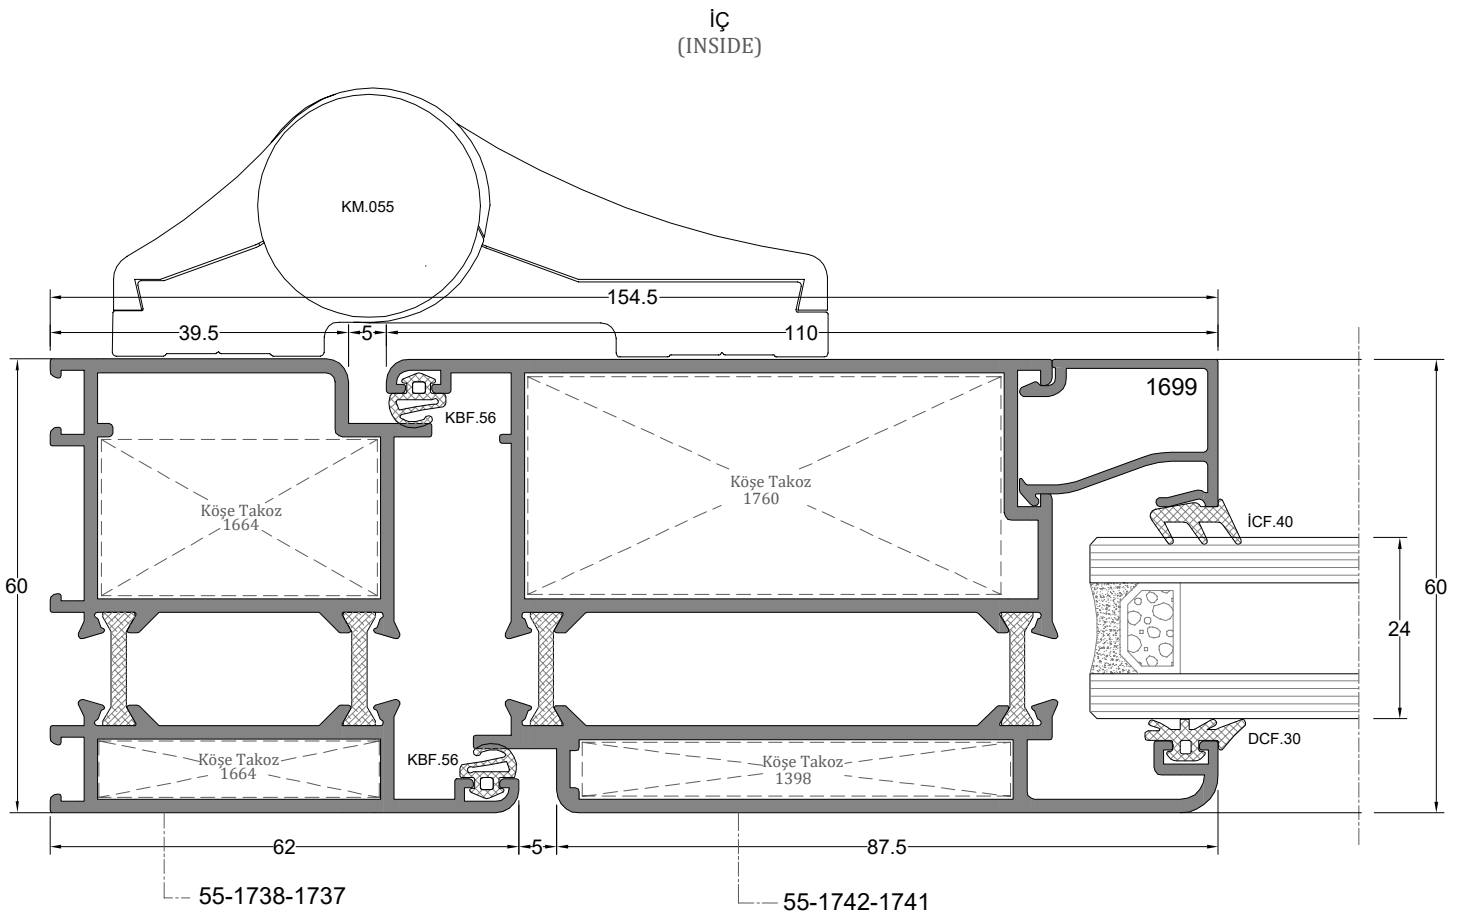 İÇ
(INSIDE)
KM.055
154.5
39.5
5
110
1699
KBF.56
Köşe Takoz
1760
Köşe Takoz
1664
İCF.40
60
60
24
KBF.56
Köşe Takoz
1664
Köşe Takoz
1398
DCF.30
62
5
87.5
55-1738-1737
55-1742-1741